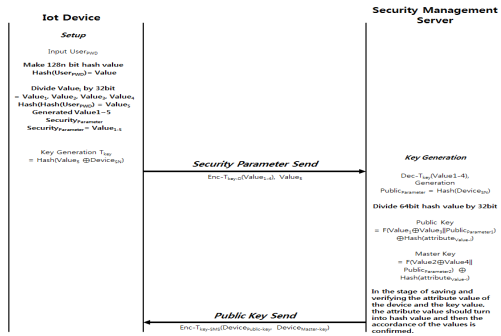 Iot Device
Security Management
Server
Setup
Input User_PWD
Make 128n bit hash value
Hash(User_PWD)= Value
Divide Value_i by 32bit
= Value_1, Value_2, Value_3, Value_4
Hash(Hash(User_PWD) = Value_5
Generated Value1~5
Security_Parameter
Security_Parameter= Value_1-5
Key Generation T_key
= Hash(Value_5 ⊕Device_SN)
Security Parameter Send
Enc-T_key-D(Value_1-4), Value_5
Key Generation
Dec-T_key(Value1-4),
Generation
Public_Parameter = Hash(Device_SN)
Divide 64bit hash value by 32bit
Public Key
= F(Value_1⊕Value_3||Public_Parameter1)
⊕Hash(attribute_Value)
Master Key
= F(Value2⊕Value4||
Public_Parameter2) ⊕
Hash(attribute_Value)
In the stage of saving and
verifying the attribute value of
the device and the key value,
the attribute value should turn
into hash value and then the
accordance of the values is
confirmed.
Public Key Send
Enc-T_key-SMS(Device_Public-key, Device_Master-key)